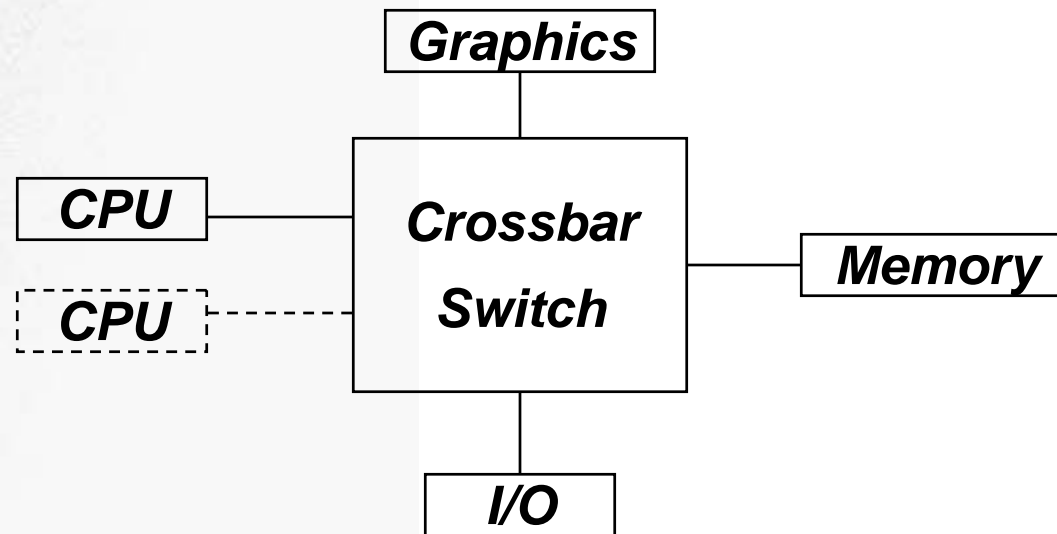 Graphics
CPU
Crossbar
Switch
Memory
CPU
I/O